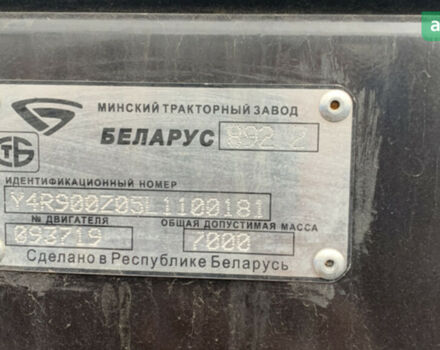 МИНСКИЙ ТРАКТОРНЫЙ ЗАВОД
БЕЛАРУС 892 2
ИДЕНТИФИКАЦИОННЫЙ НОМЕР
Y4R900Z05L1100181
№ ДВИГАТЕЛЯ ОБЩАЯ ДОПУСТИМАЯ МАССА
093719 7000
Сделано в Республике Беларусь